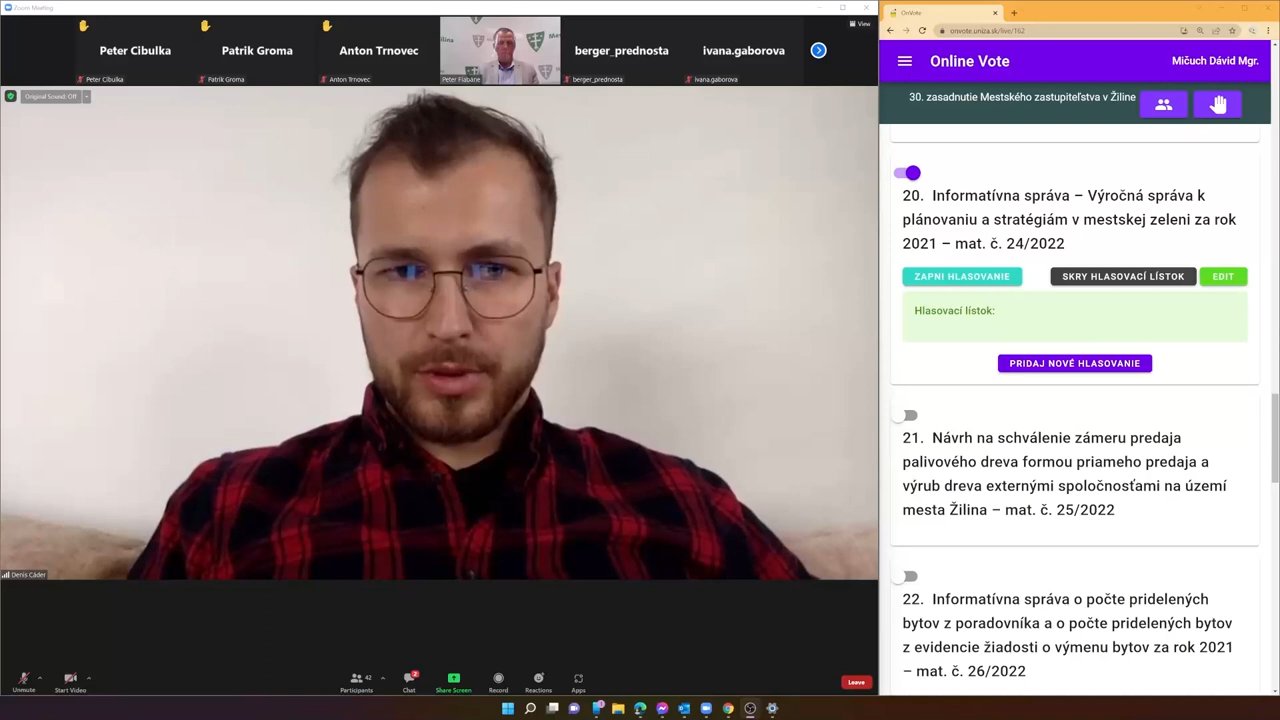 Zoom Meeting
View
Peter Cibulka
Patrik Groma
Anton Trnovec
berger_prednosta
ivana.gaborova
Peter Cibulka
Patrik Groma
Anton Trnovec
Peter Fiabáne
berger_prednosta
ivana.gaborova
Original Sound: Off
Denis Cáder
Unmute
Start Video
42
Participants
2
Chat
Share Screen
Record
Reactions
Apps
Leave
OnVote
onvote.uniza.sk/live/162
Online Vote
Mičuch Dávid Mgr.
30. zasadnutie Mestského zastupiteľstva v Žiline
20. Informatívna správa – Výročná správa k
plánovaniu a stratégiám v mestskej zeleni za rok
2021 – mat. č. 24/2022
ZAPNI HLASOVANIE
SKRY HLASOVACÍ LÍSTOK
EDIT
Hlasovací lístok:
PRIDAJ NOVÉ HLASOVANIE
21. Návrh na schválenie zámeru predaja
palivového dreva formou priameho predaja a
výrub dreva externými spoločnosťami na území
mesta Žilina – mat. č. 25/2022
22. Informatívna správa o počte pridelených
bytov z poradovníka a o počte pridelených bytov
z evidencie žiadosti o výmenu bytov za rok 2021
– mat. č. 26/2022